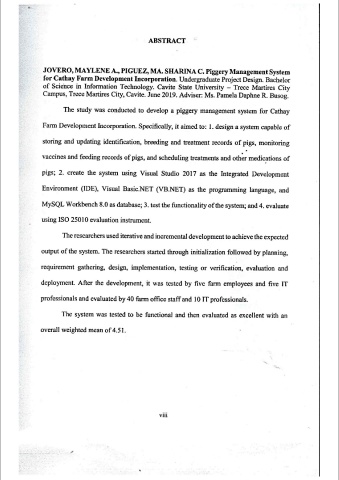 ABSTRACT
JOVERO, MAYLENE A., PIGUEZ, MA. SHARINA C. Piggery Management System
for Cathay Farm Development Incorporation. Undergraduate Project Design. Bachelor
of Science in Information Technology. Cavite State University – Trece Martires City
Campus, Trece Martires City, Cavite. June 2019. Adviser: Ms. Pamela Daphne R. Busog.
The study was conducted to develop a piggery management system for Cathay
Farm Development Incorporation. Specifically, it aimed to: 1. design a system capable of
storing and updating identification, breeding and treatment records of pigs, monitoring
vaccines and feeding records of pigs, and scheduling treatments and other medications of
pigs; 2. create the system using Visual Studio 2017 as the Integrated Development
Environment (IDE), Visual Basic.NET (VB.NET) as the programming language, and
MySQL Workbench 8.0 as database; 3. test the functionality of the system; and 4. evaluate
using ISO 25010 evaluation instrument.
The researchers used iterative and incremental development to achieve the expected
output of the system. The researchers started through initialization followed by planning,
requirement gathering, design, implementation, testing or verification, evaluation and
deployment. After the development, it was tested by five farm employees and five IT
professionals and evaluated by 40 farm office staff and 10 IT professionals.
The system was tested to be functional and then evaluated as excellent with an
overall weighted mean of 4.51.
viii